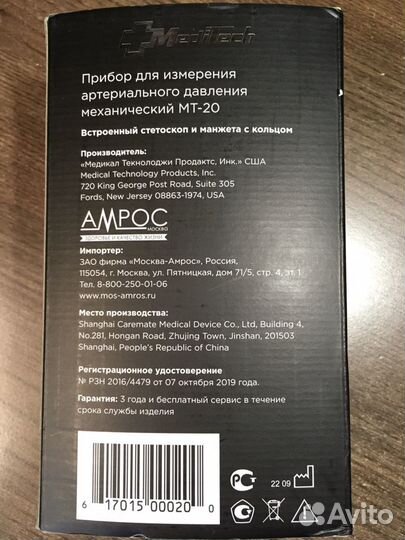 MediTech
Прибор для измерения
артериального давления
механический МТ-20
Встроенный стетоскоп и манжета с кольцом
Производитель:
«Медикал Текнолоджи Продактс, Инк.» США
Medical Technology Products, Inc.
720 King George Post Road, Suite 305
Fords, New Jersey 08863-1974, USA
АМРОС
МОСКВА
ЗДОРОВЬЕ И КАЧЕСТВО ЖИЗНИ
Импортер:
ЗАО фирма «Москва-Амрос», Россия,
115054, г. Москва, ул. Пятницкая, дом 71/5, стр. 4, эт. 1
Тел. 8-800-250-01-06
www.mos-amros.ru
Место производства:
Shanghai Caremate Medical Device Co., Ltd, Building 4,
No.281, Hongan Road, Zhujing Town, Jinshan, 201503
Shanghai, People's Republic of China
Регистрационное удостоверение
№ РЗН 2016/4479 от 07 октября 2019 года.
Гарантия: 3 года и бесплатный сервис в течение
срока службы изделия
22 09
6 17015 00020 0
Avito